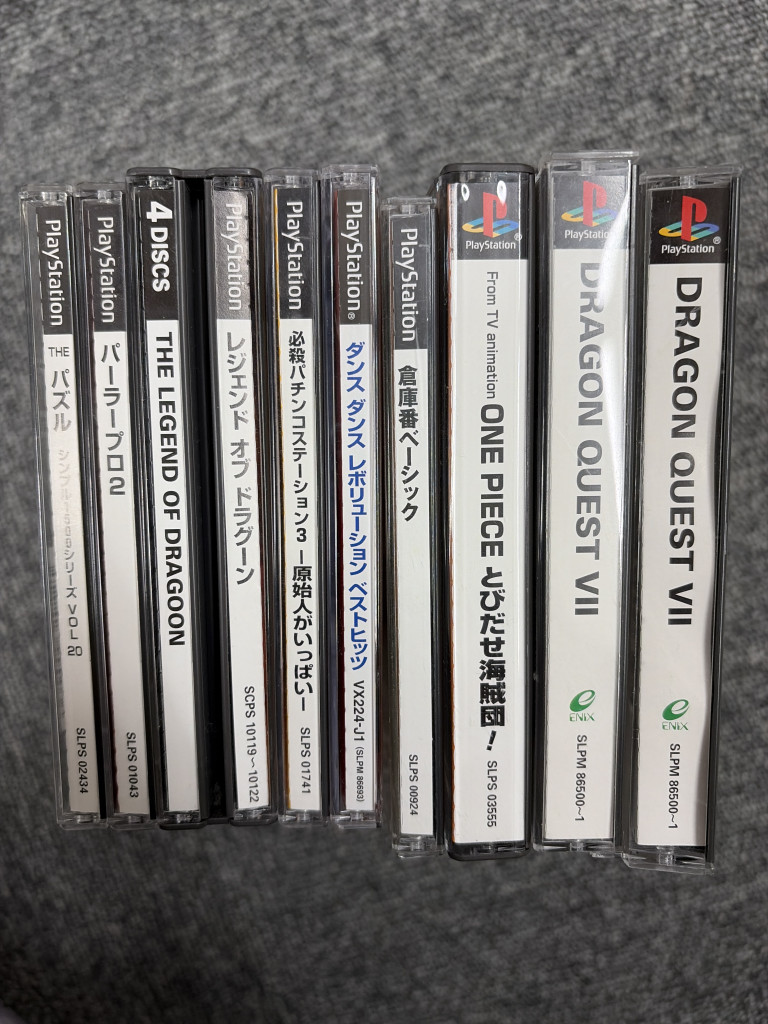 PlayStation
THE パズル シンプル1500シリーズ VOL 20
SLPS 02434
PlayStation
パーラープロ2
SLPS 01043
4 DISCS
THE LEGEND OF DRAGOON
PlayStation
レジェンド オブ ドラグーン
SCPS 10119~10122
PlayStation
必殺パチンコステーション3 ー原始人がいっぱいー
SLPS 01741
PlayStation®
ダンス ダンス レボリューション ベストヒッツ
VX224-J1 (SLPM 86693)
PlayStation
倉庫番ベーシック
SLPS 00924
PlayStation®
From TV animation ONE PIECE とびだせ海賊団!
SLPS 03555
PlayStation
DRAGON QUEST VII
ENIX
SLPM 86500~1
PlayStation®
DRAGON QUEST VII
ENIX
SLPM 86500~1